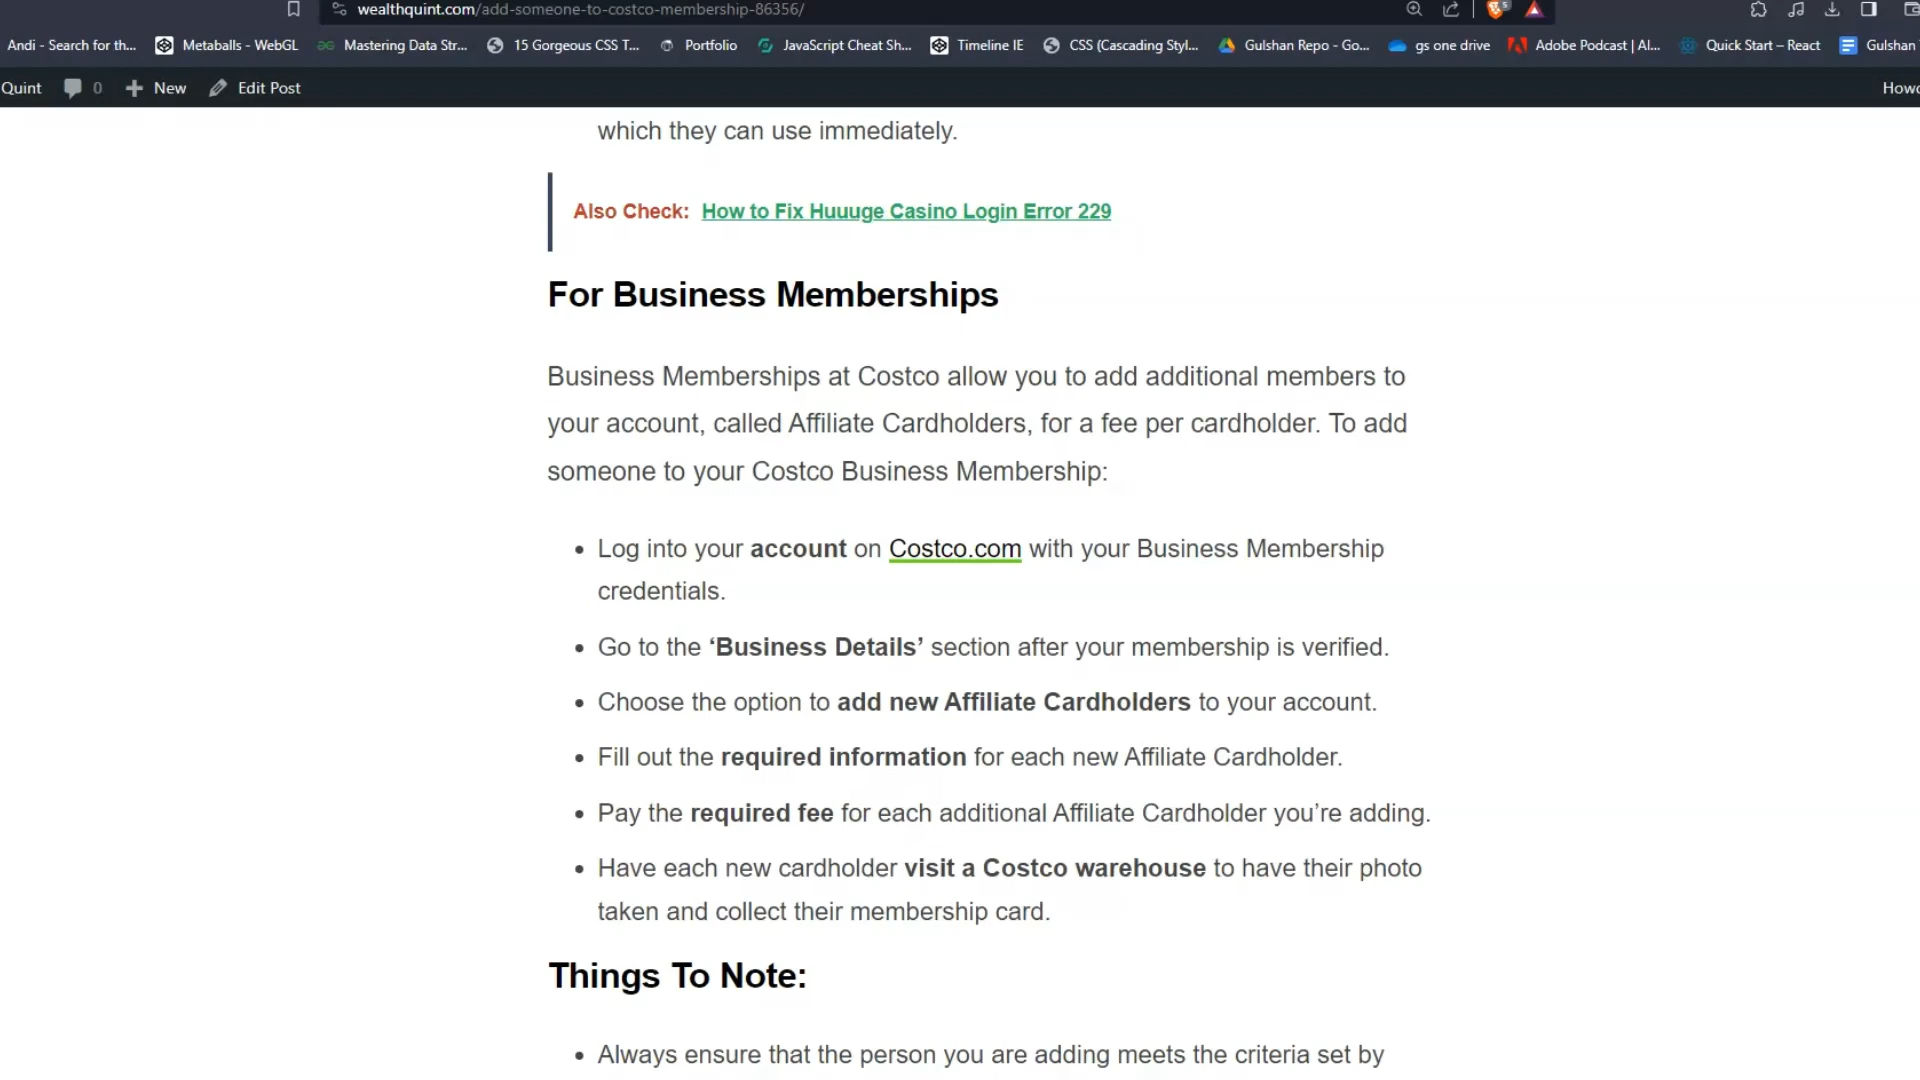 wealthquint.com/add-someone-to-costco-membership-86356/
5
Andi - Search for th... Metaballs - WebGL Mastering Data Str... 15 Gorgeous CSS T... Portfolio JavaScript Cheat Sh... Timeline IE CSS (Cascading Styl... Gulshan Repo - Go... gs one drive Adobe Podcast | AI... Quick Start – React Gulshan
Quint 0 New Edit Post Howd
which they can use immediately.
Also Check: How to Fix Huuuge Casino Login Error 229
For Business Memberships
Business Memberships at Costco allow you to add additional members to
your account, called Affiliate Cardholders, for a fee per cardholder. To add
someone to your Costco Business Membership:
• Log into your account on Costco.com with your Business Membership
credentials.
• Go to the ‘Business Details’ section after your membership is verified.
• Choose the option to add new Affiliate Cardholders to your account.
• Fill out the required information for each new Affiliate Cardholder.
• Pay the required fee for each additional Affiliate Cardholder you’re adding.
• Have each new cardholder visit a Costco warehouse to have their photo
taken and collect their membership card.
Things To Note:
• Always ensure that the person you are adding meets the criteria set by